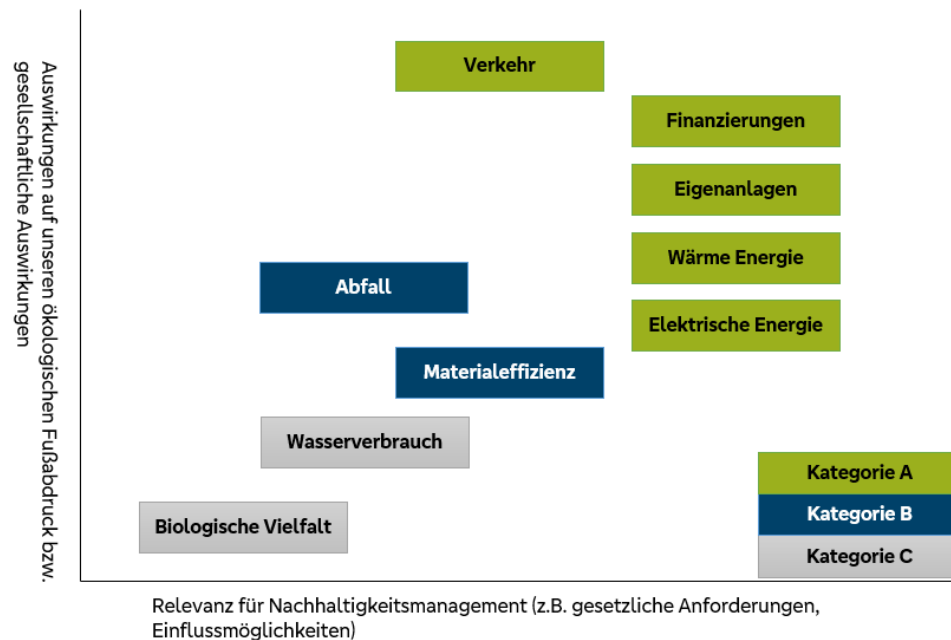 Auswirkungen auf unseren ökologischen Fußabdruck bzw.
gesellschaftliche Auswirkungen
Verkehr
Finanzierungen
Eigenanlagen
Wärme Energie
Abfall
Elektrische Energie
Materialeffizienz
Wasserverbrauch
Biologische Vielfalt
Kategorie A
Kategorie B
Kategorie C
Relevanz für Nachhaltigkeitsmanagement (z.B. gesetzliche Anforderungen,
Einflussmöglichkeiten)